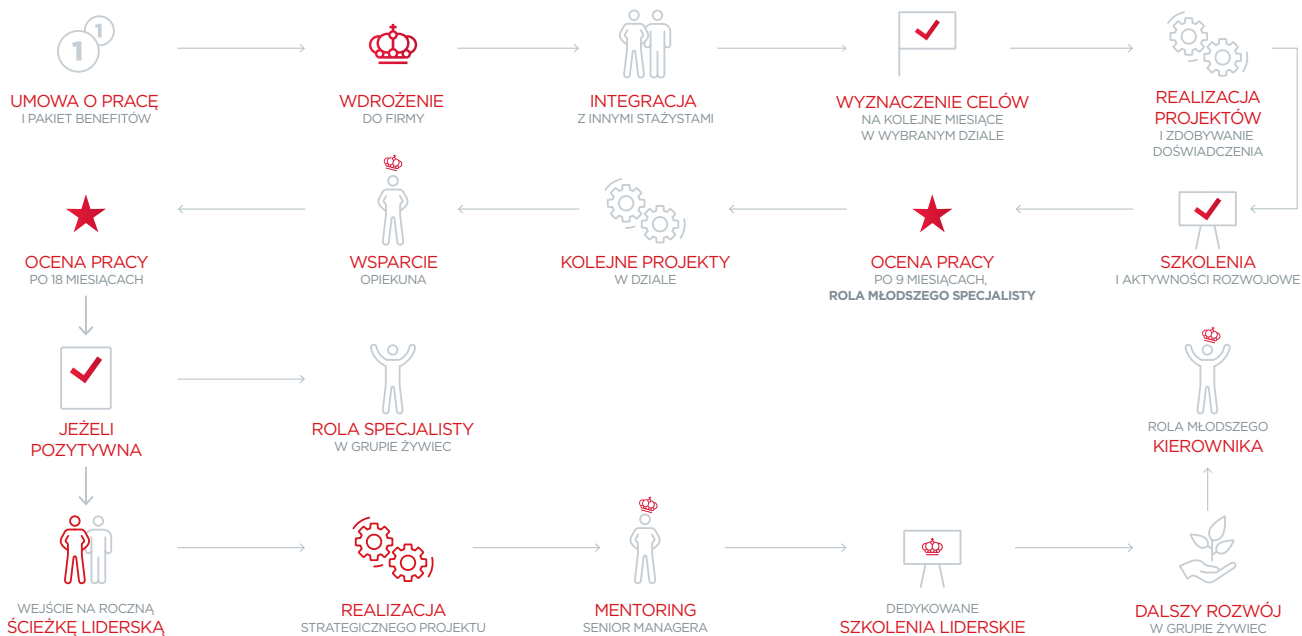 1
1
UMOWA O PRACĘ
I PAKIET BENEFITÓW
WDROŻENIE
DO FIRMY
INTEGRACJA
Z INNYMI STAŻYSTAMI
WYZNACZENIE CELÓW
NA KOLEJNE MIESIĄCE
W WYBRANYM DZIALE
REALIZACJA
PROJEKTÓW
I ZDOBYWANIE
DOŚWIADCZENIA
SZKOLENIA
I AKTYWNOŚCI ROZWOJOWE
OCENA PRACY
PO 9 MIESIĄCACH,
ROLA MŁODSZEGO SPECJALISTY
KOLEJNE PROJEKTY
W DZIALE
WSPARCIE
OPIEKUNA
OCENA PRACY
PO 18 MIESIĄCACH
JEŻELI
POZYTYWNA
ROLA SPECJALISTY
W GRUPIE ŻYWIEC
WEJŚCIE NA ROCZNĄ
ŚCIEŻKĘ LIDERSKĄ
REALIZACJA
STRATEGICZNEGO PROJEKTU
MENTORING
SENIOR MANAGERA
DEDYKOWANE
SZKOLENIA LIDERSKIE
DALSZY ROZWÓJ
W GRUPIE ŻYWIEC
ROLA MŁODSZEGO
KIEROWNIKA